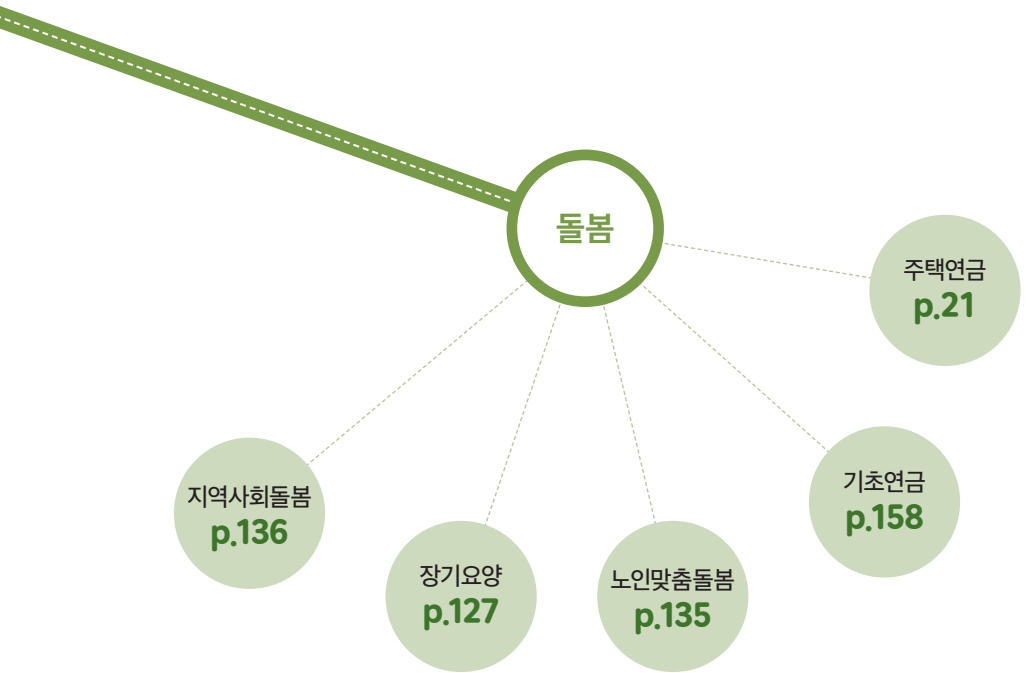 돌봄
주택연금
p.21
기초연금
p.158
지역사회돌봄
p.136
장기요양
p.127
노인맞춤돌봄
p.135